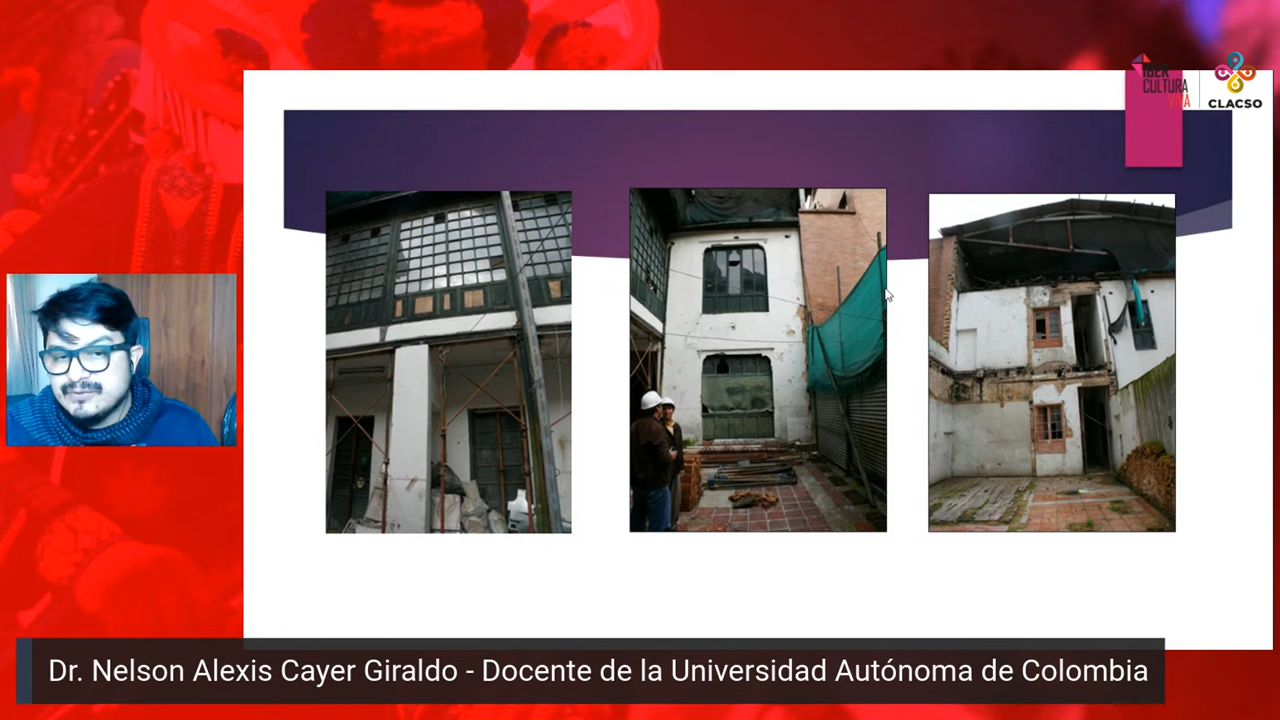 IBER
CULTURA
VIVA
CLACSO
Dr. Nelson Alexis Cayer Giraldo - Docente de la Universidad Autónoma de Colombia